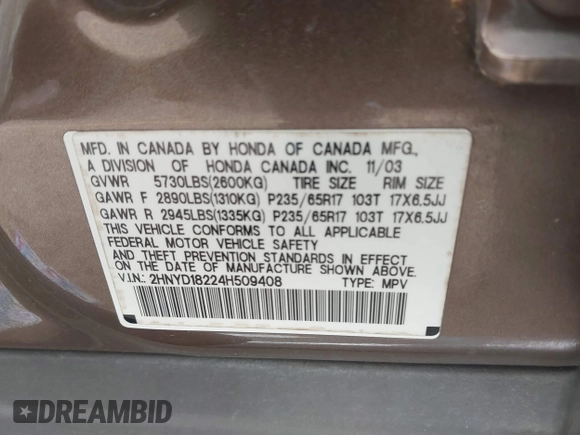 MFD. IN CANADA BY HONDA OF CANADA MFG.,
A DIVISION OF HONDA CANADA INC. 11/03
GVWR 5730LBS(2600KG) TIRE SIZE RIM SIZE
GAWR F 2890LBS(1310KG) P235/65R17 103T 17X6.5JJ
GAWR R 2945LBS(1335KG) P235/65R17 103T 17X6.5JJ
THIS VEHICLE CONFORMS TO ALL APPLICABLE
FEDERAL MOTOR VEHICLE SAFETY
AND THEFT PREVENTION STANDARDS IN EFFECT
ON THE DATE OF MANUFACTURE SHOWN ABOVE.
V.I.N.: 2HNYD18224H509408 TYPE: MPV
DREAMBID